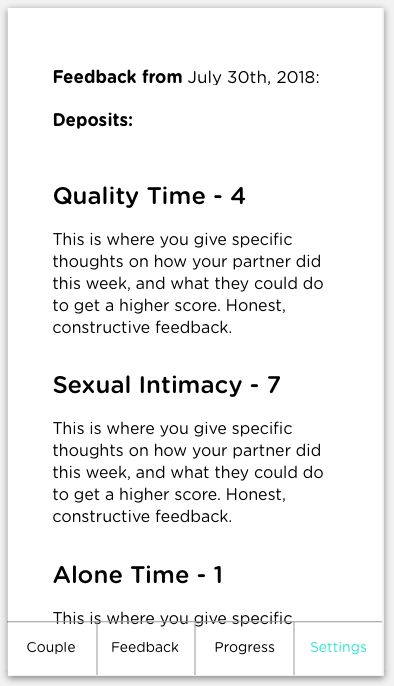 Feedback from July 30th, 2018:
Deposits:
Quality Time - 4
This is where you give specific
thoughts on how your partner did
this week, and what they could do
to get a higher score. Honest,
constructive feedback.
Sexual Intimacy - 7
This is where you give specific
thoughts on how your partner did
this week, and what they could do
to get a higher score. Honest,
constructive feedback.
Alone Time - 1
This is where you give specific
Couple Feedback Progress Settings